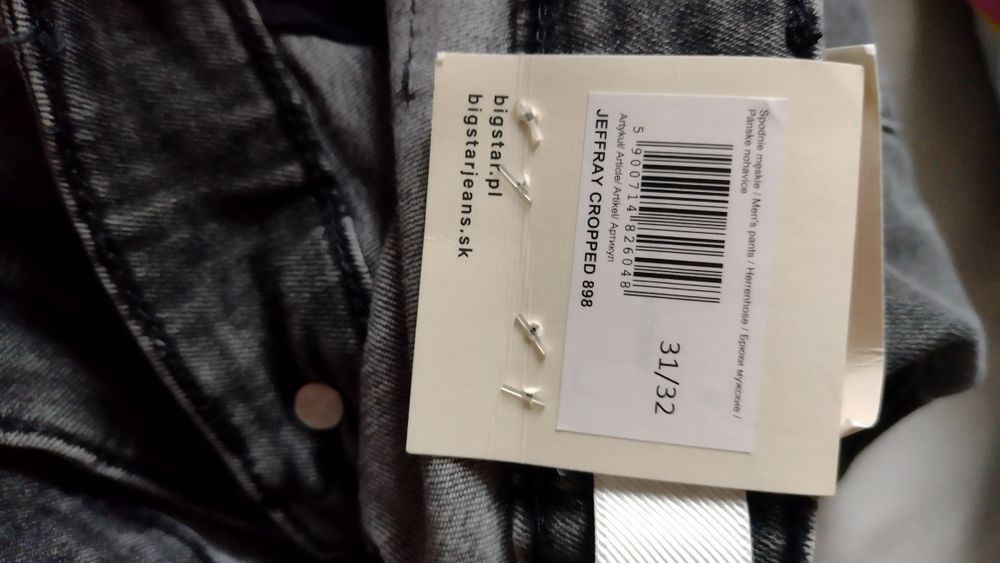 Spodnie męskie / Men's pants / Herrenhose / Брюки мужские /
Pánske nohavice
5 900714 826048
31/32
Artykuł/ Article/ Artikel/ Артикул
JEFFRAY CROPPED 898
bigstar.pl
bigstarjeans.sk